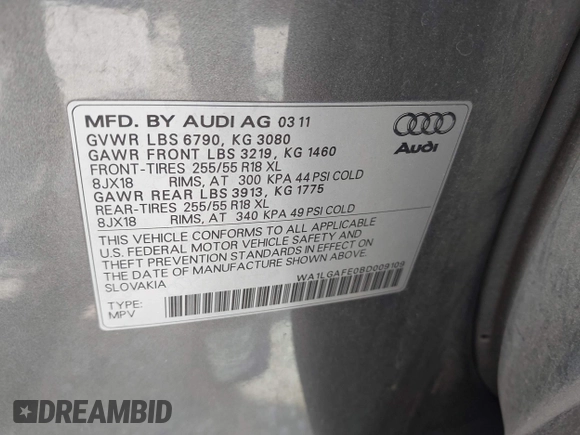 MFD. BY AUDI AG 03 11
GVWR LBS 6790, KG 3080
GAWR FRONT LBS 3219, KG 1460
FRONT-TIRES 255/55 R18 XL
8JX18 RIMS, AT 300 KPA 44 PSI COLD
GAWR REAR LBS 3913, KG 1775
REAR-TIRES 255/55 R18 XL
8JX18 RIMS, AT 340 KPA 49 PSI COLD
THIS VEHICLE CONFORMS TO ALL APPLICABLE
U.S. FEDERAL MOTOR VEHICLE SAFETY AND
THEFT PREVENTION STANDARDS IN EFFECT ON
THE DATE OF MANUFACTURE SHOWN ABOVE.
SLOVAKIA
WA1LGAFE0BD009109
TYPE:
MPV
Audi
DREAMBID